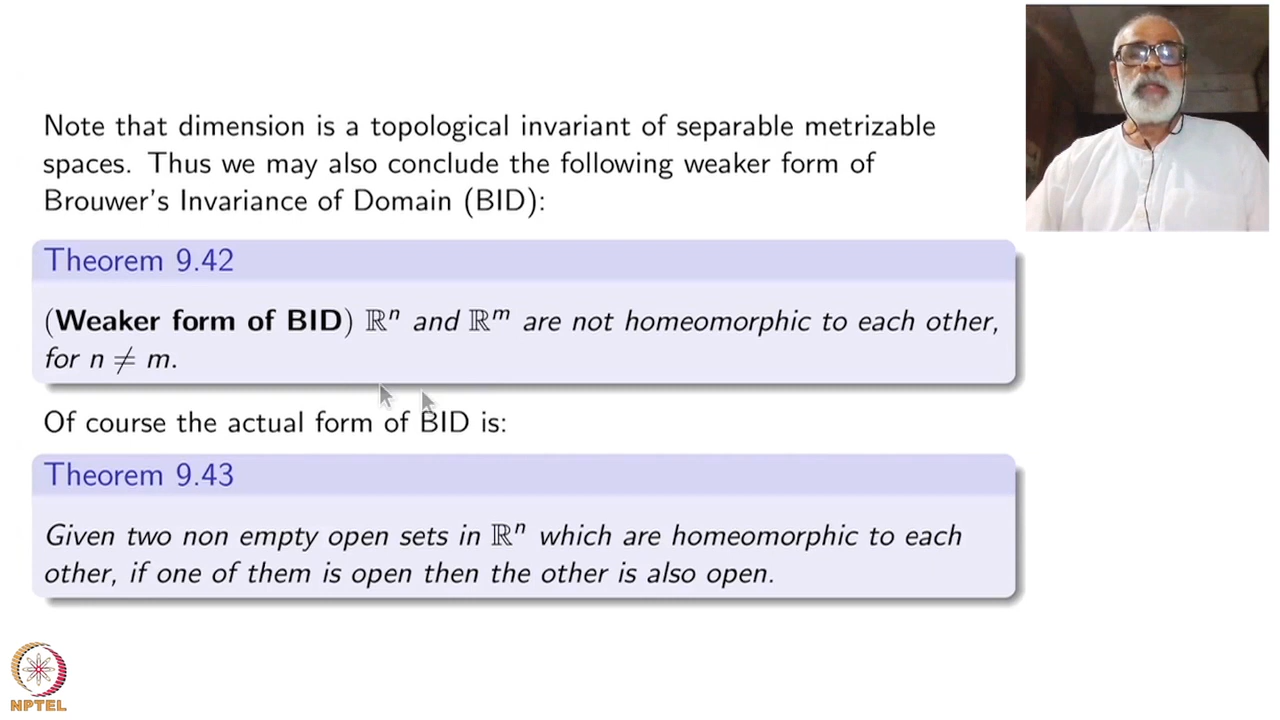 Note that dimension is a topological invariant of separable metrizable
spaces. Thus we may also conclude the following weaker form of
Brouwer's Invariance of Domain (BID):
Theorem 9.42
(Weaker form of BID) ℝⁿ and ℝᵐ are not homeomorphic to each other,
for n ≠ m.
Of course the actual form of BID is:
Theorem 9.43
Given two non empty open sets in ℝⁿ which are homeomorphic to each
other, if one of them is open then the other is also open.
NPTEL